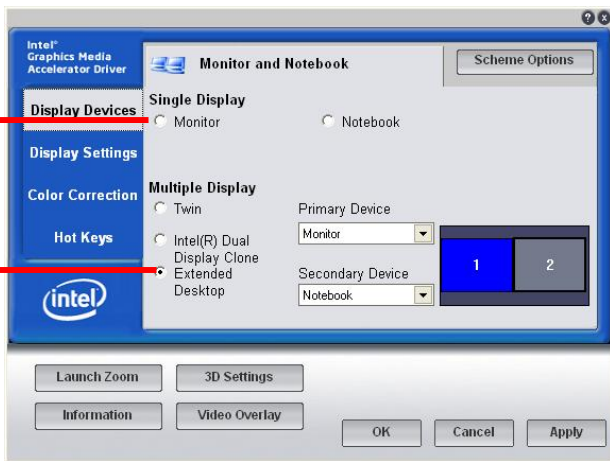 Intel®
Graphics Media
Accelerator Driver
Monitor and Notebook
Scheme Options
Display Devices
Display Settings
Color Correction
Hot Keys
intel
Single Display
Monitor
Notebook
Multiple Display
Twin
Intel(R) Dual
Display Clone
Extended
Desktop
Primary Device
Monitor
Secondary Device
Notebook
1
2
Launch Zoom
3D Settings
Information
Video Overlay
OK
Cancel
Apply